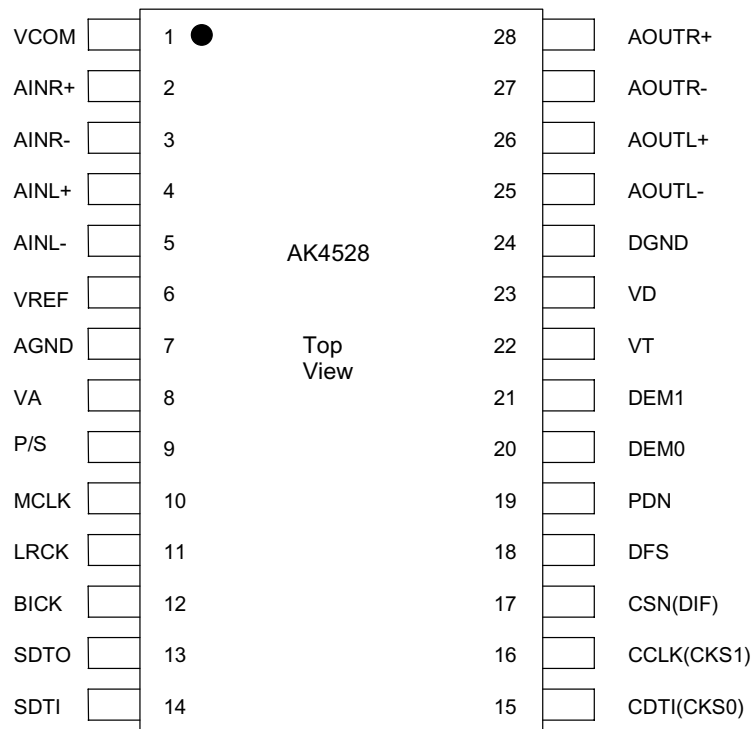 VCOM 1 28 AOUTR+
AINR+ 2 27 AOUTR-
AINR- 3 26 AOUTL+
AINL+ 4 25 AOUTL-
AINL- 5 24 DGND
AK4528
VREF 6 23 VD
AGND 7 22 VT
Top
View
VA 8 21 DEM1
P/S 9 20 DEM0
MCLK 10 19 PDN
LRCK 11 18 DFS
BICK 12 17 CSN(DIF)
SDTO 13 16 CCLK(CKS1)
SDTI 14 15 CDTI(CKS0)